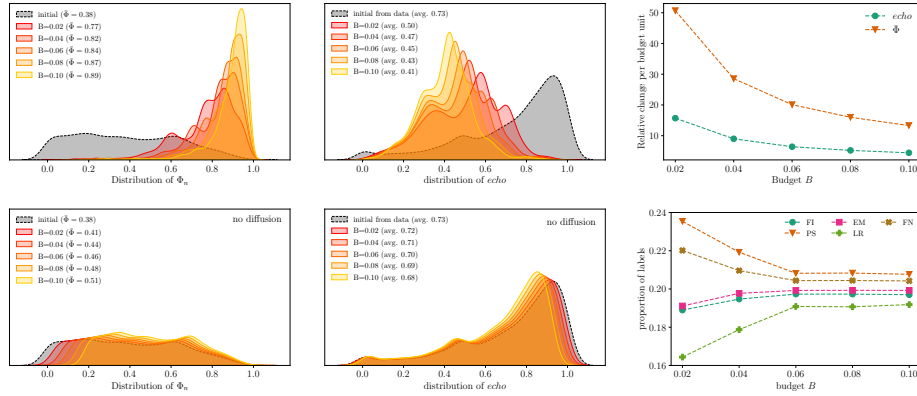 initial (Φ̄ = 0.38)
B=0.02 (Φ̄ = 0.77)
B=0.04 (Φ̄ = 0.82)
B=0.06 (Φ̄ = 0.84)
B=0.08 (Φ̄ = 0.87)
B=0.10 (Φ̄ = 0.89)
0.0 0.2 0.4 0.6 0.8 1.0
Distribution of Φn
initial from data (avg. 0.73)
B=0.02 (avg. 0.50)
B=0.04 (avg. 0.47)
B=0.06 (avg. 0.45)
B=0.08 (avg. 0.43)
B=0.10 (avg. 0.41)
0.0 0.2 0.4 0.6 0.8 1.0
distribution of echo
Relative change per budget unit
50
40
30
20
10
echo
Φ
0.02 0.04 0.06 0.08 0.10
Budget B
no diffusion
initial (Φ̄ = 0.38)
B=0.02 (Φ̄ = 0.41)
B=0.04 (Φ̄ = 0.44)
B=0.06 (Φ̄ = 0.46)
B=0.08 (Φ̄ = 0.48)
B=0.10 (Φ̄ = 0.51)
0.0 0.2 0.4 0.6 0.8 1.0
Distribution of Φn
no diffusion
initial from data (avg. 0.73)
B=0.02 (avg. 0.72)
B=0.04 (avg. 0.71)
B=0.06 (avg. 0.70)
B=0.08 (avg. 0.69)
B=0.10 (avg. 0.68)
0.0 0.2 0.4 0.6 0.8 1.0
distribution of echo
proportion of labels
0.24
0.22
0.20
0.18
0.16
FI EM FN
PS LR
0.02 0.04 0.06 0.08 0.10
budget B